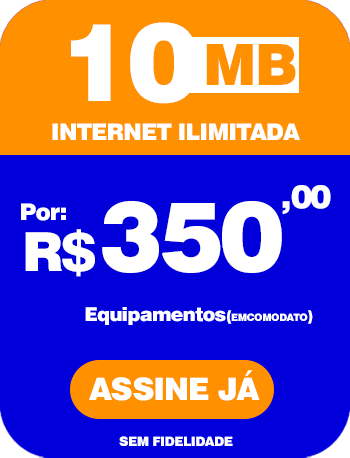 10 MB
INTERNET ILIMITADA
Por:
R$350,00
Equipamentos(EMCOMODATO)
ASSINE JÁ
SEM FIDELIDADE